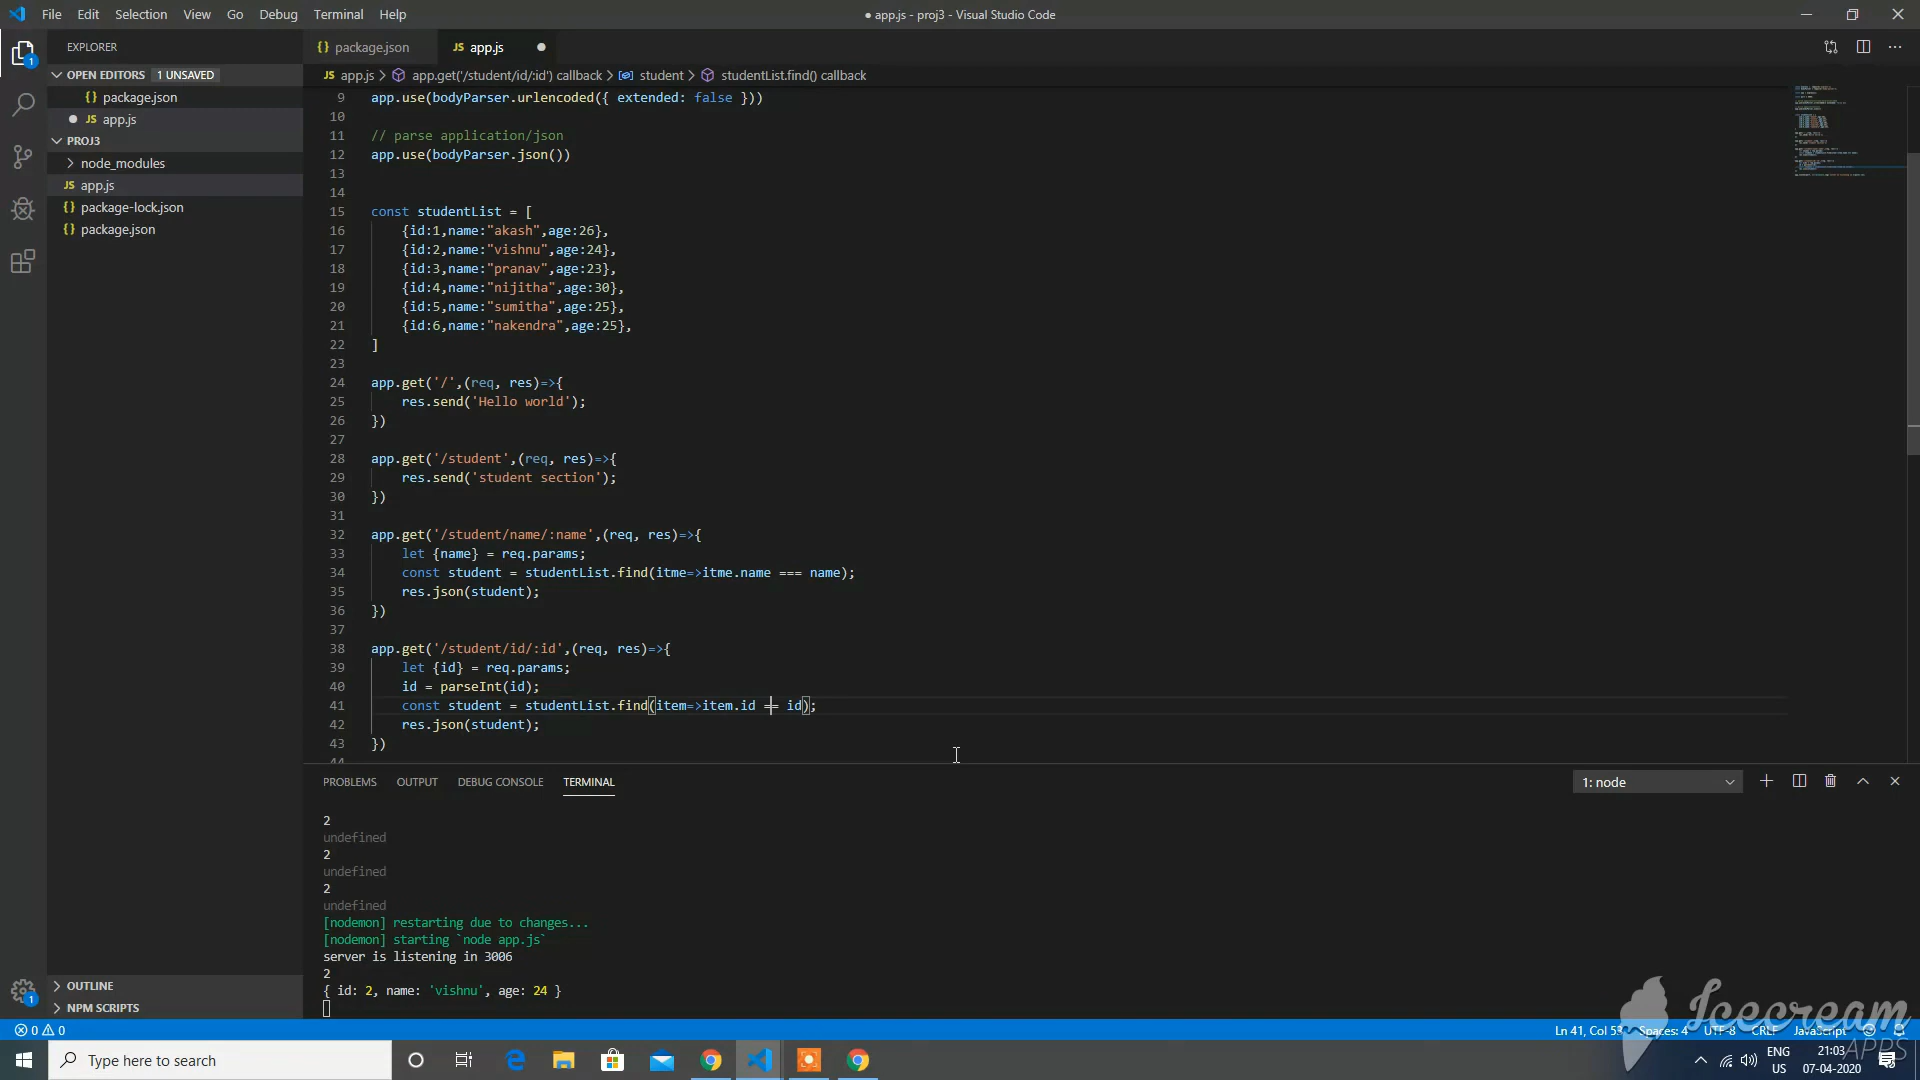 File Edit Selection View Go Debug Terminal Help
● app.js - proj3 - Visual Studio Code
EXPLORER
OPEN EDITORS 1 UNSAVED
{} package.json
● JS app.js
PROJ3
node_modules
JS app.js
{} package-lock.json
{} package.json
OUTLINE
NPM SCRIPTS
{} package.json
JS app.js ●
JS app.js > app.get('/student/id/:id') callback > student > studentList.find() callback
9 app.use(bodyParser.urlencoded({ extended: false }))
10
11 // parse application/json
12 app.use(bodyParser.json())
13
14
15 const studentList = [
16 {id:1,name:"akash",age:26},
17 {id:2,name:"vishnu",age:24},
18 {id:3,name:"pranav",age:23},
19 {id:4,name:"nijitha",age:30},
20 {id:5,name:"sumitha",age:25},
21 {id:6,name:"nakendra",age:25},
22 ]
23
24 app.get('/',(req, res)=>{
25 res.send('Hello world');
26 })
27
28 app.get('/student',(req, res)=>{
29 res.send('student section');
30 })
31
32 app.get('/student/name/:name',(req, res)=>{
33 let {name} = req.params;
34 const student = studentList.find(itme=>itme.name === name);
35 res.json(student);
36 })
37
38 app.get('/student/id/:id',(req, res)=>{
39 let {id} = req.params;
40 id = parseInt(id);
41 const student = studentList.find(item=>item.id == id);
42 res.json(student);
43 })
44
PROBLEMS OUTPUT DEBUG CONSOLE TERMINAL
1: node
2
undefined
2
undefined
2
undefined
[nodemon] restarting due to changes...
[nodemon] starting `node app.js`
server is listening in 3006
2
{ id: 2, name: 'vishnu', age: 24 }
0 0
Ln 41, Col 53 Spaces: 4 UTF-8 CRLF JavaScript
Icecream
APPS
Type here to search
ENG
US
21:03
07-04-2020
1
1